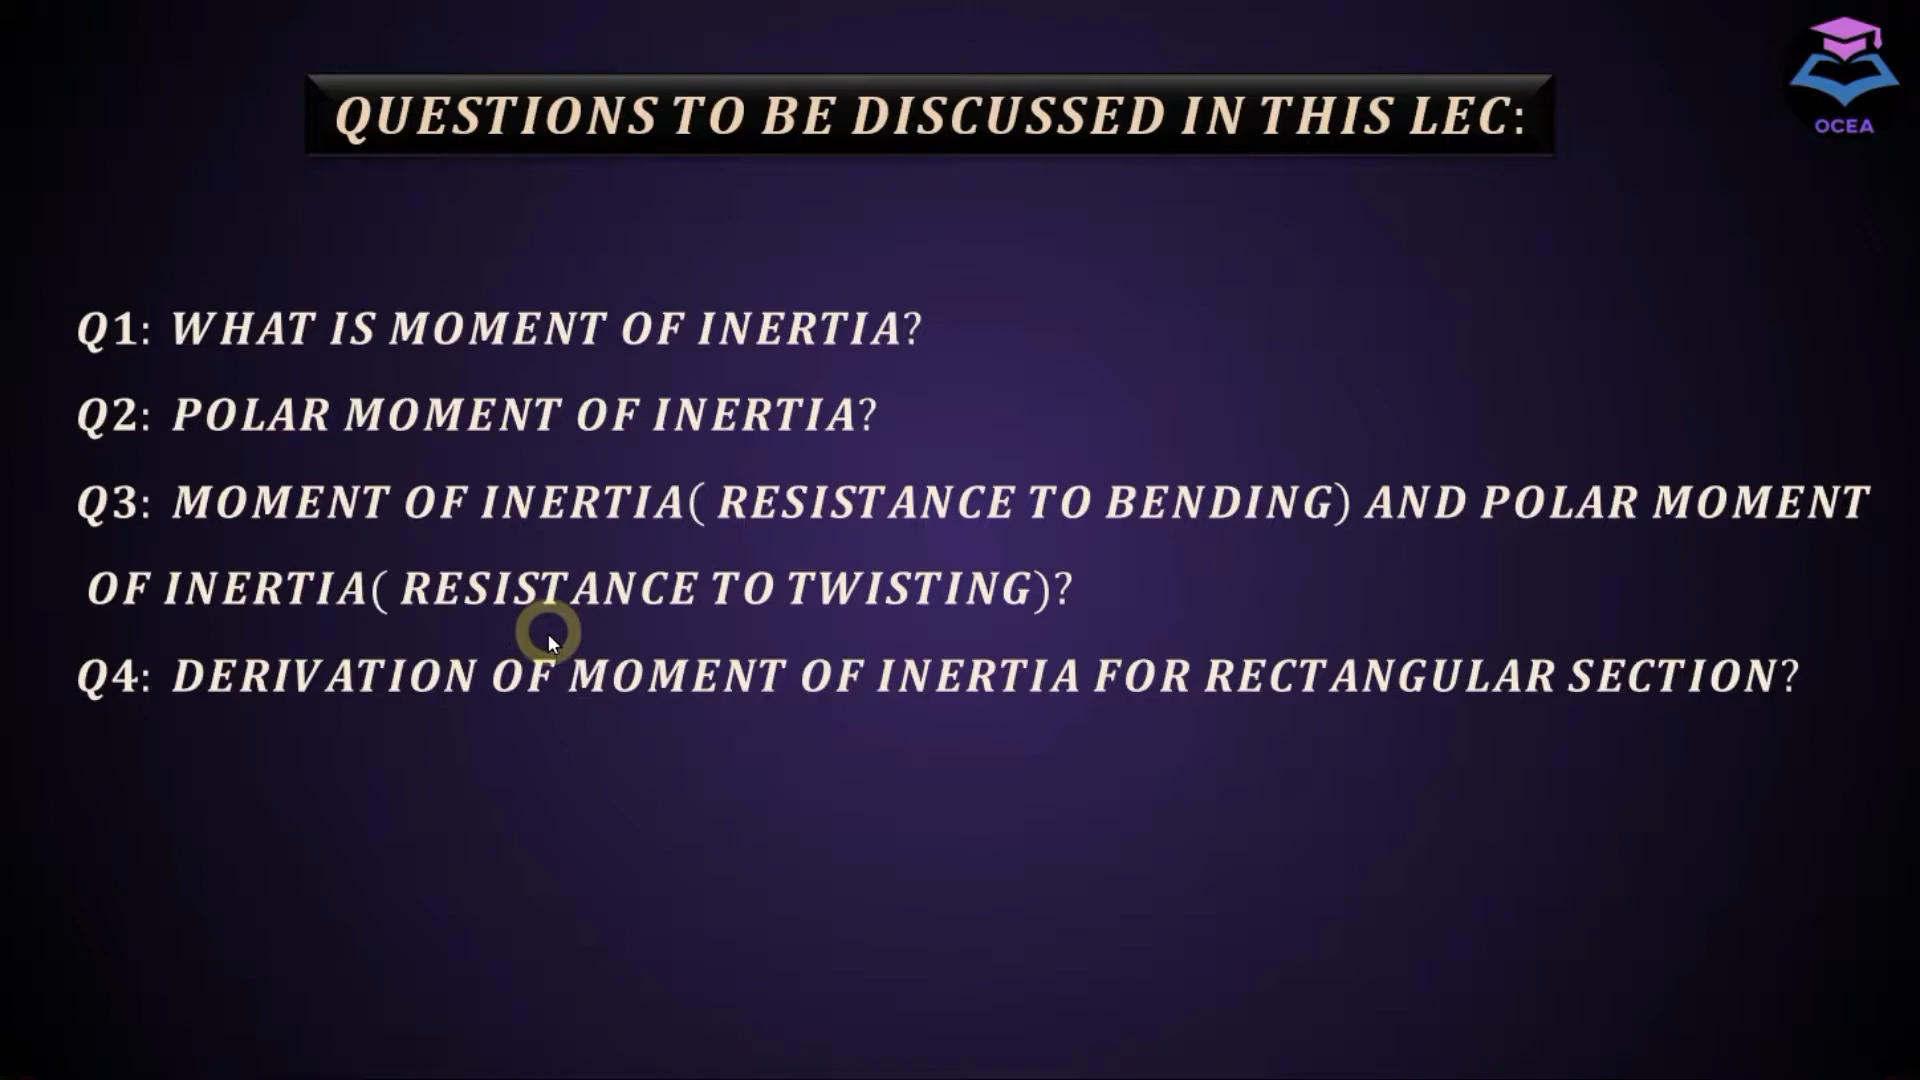 QUESTIONS TO BE DISCUSSED IN THIS LEC:
OCEA
Q1: WHAT IS MOMENT OF INERTIA?
Q2: POLAR MOMENT OF INERTIA?
Q3: MOMENT OF INERTIA( RESISTANCE TO BENDING) AND POLAR MOMENT
OF INERTIA( RESISTANCE TO TWISTING)?
Q4: DERIVATION OF MOMENT OF INERTIA FOR RECTANGULAR SECTION?